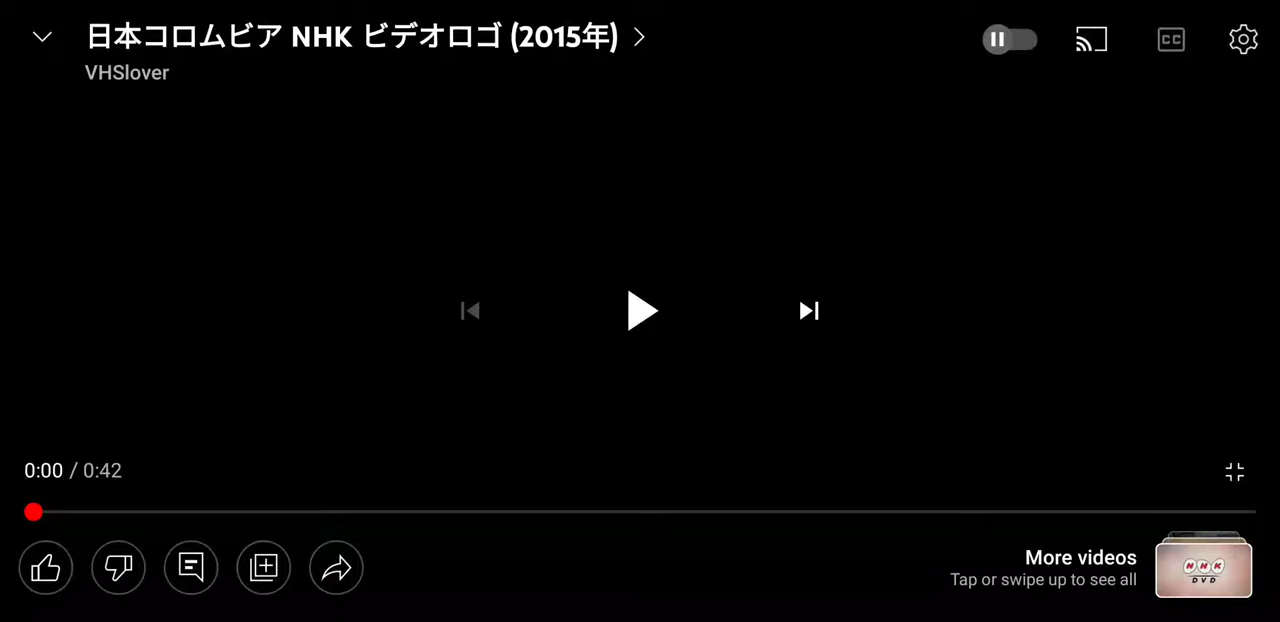 日本コロムビア NHK ビデオロゴ (2015年)
VHSlover
CC
0:00 / 0:42
More videos
Tap or swipe up to see all
NHK
DVD